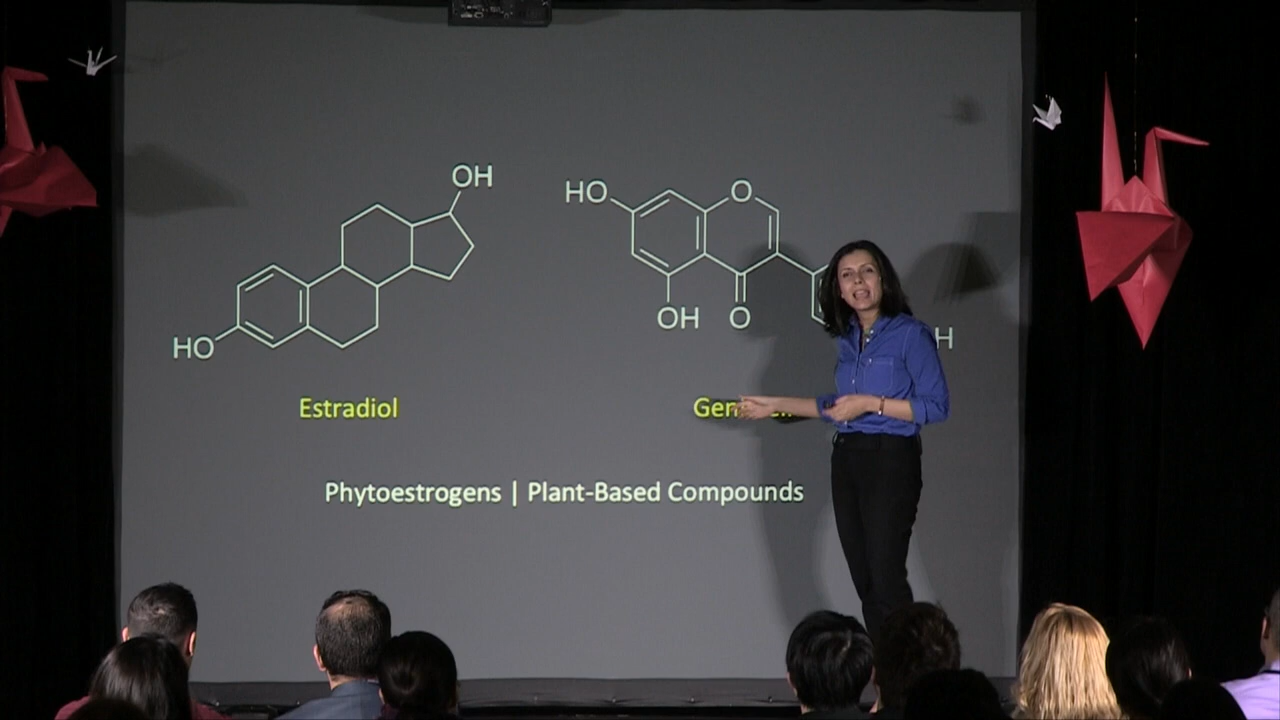 OH
HO
O
OH
O
H
HO
Estradiol
Phytoestrogens | Plant-Based Compounds